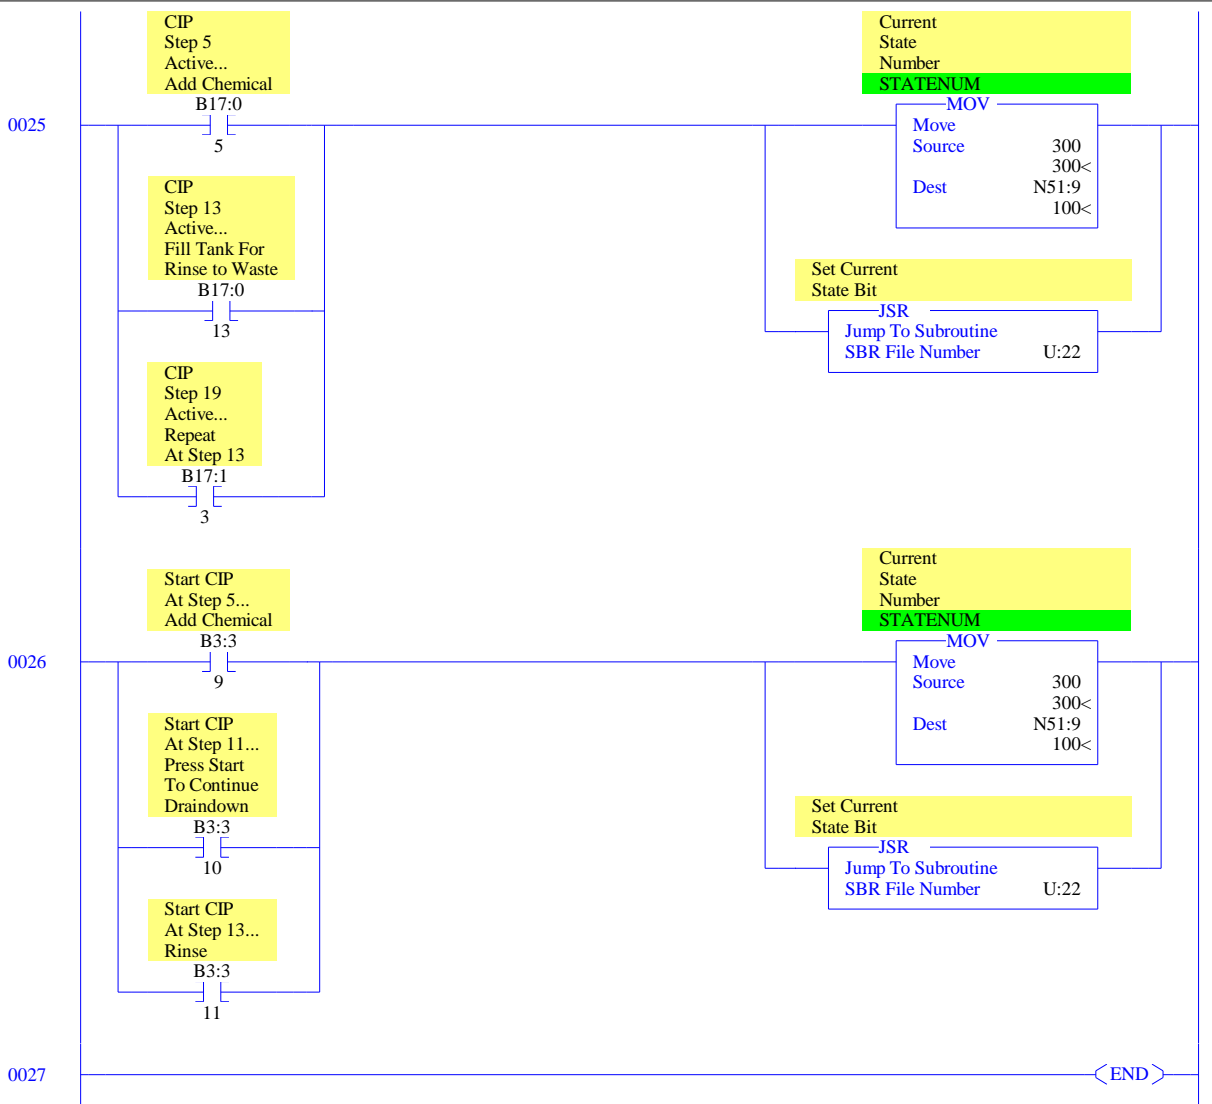 CIP
Step 5
Active...
Add Chemical
B17:0
5
0025
CIP
Step 13
Active...
Fill Tank For
Rinse to Waste
B17:0
13
CIP
Step 19
Active...
Repeat
At Step 13
B17:1
3
Current
State
Number
STATENUM
MOV
Move
Source 300
300<
Dest N51:9
100<
Set Current
State Bit
JSR
Jump To Subroutine
SBR File Number U:22
Start CIP
At Step 5...
Add Chemical
B3:3
9
0026
Start CIP
At Step 11...
Press Start
To Continue
Draindown
B3:3
10
Start CIP
At Step 13...
Rinse
B3:3
11
Current
State
Number
STATENUM
MOV
Move
Source 300
300<
Dest N51:9
100<
Set Current
State Bit
JSR
Jump To Subroutine
SBR File Number U:22
0027
END